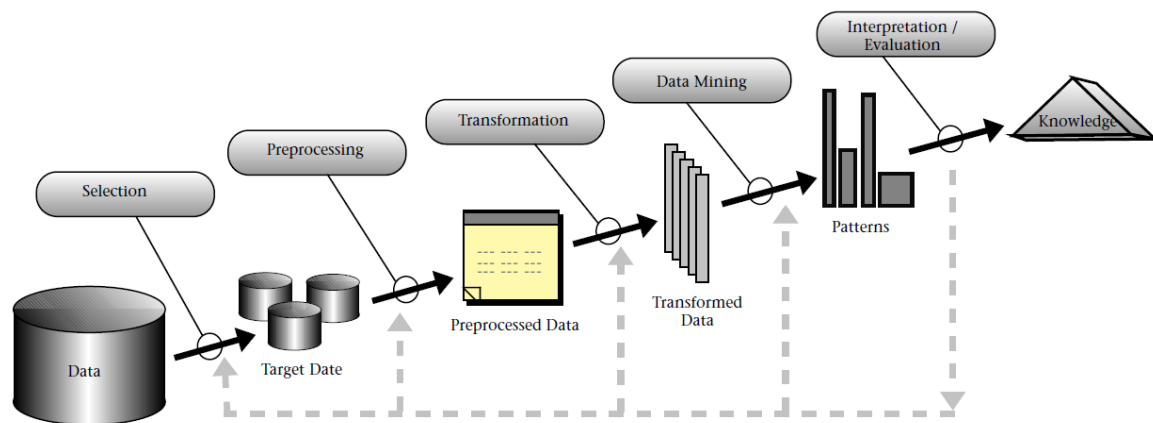 Interpretation /
Evaluation
Data Mining
Transformation
Preprocessing
Selection
Knowledge
Patterns
Transformed
Data
Preprocessed Data
Target Date
Data